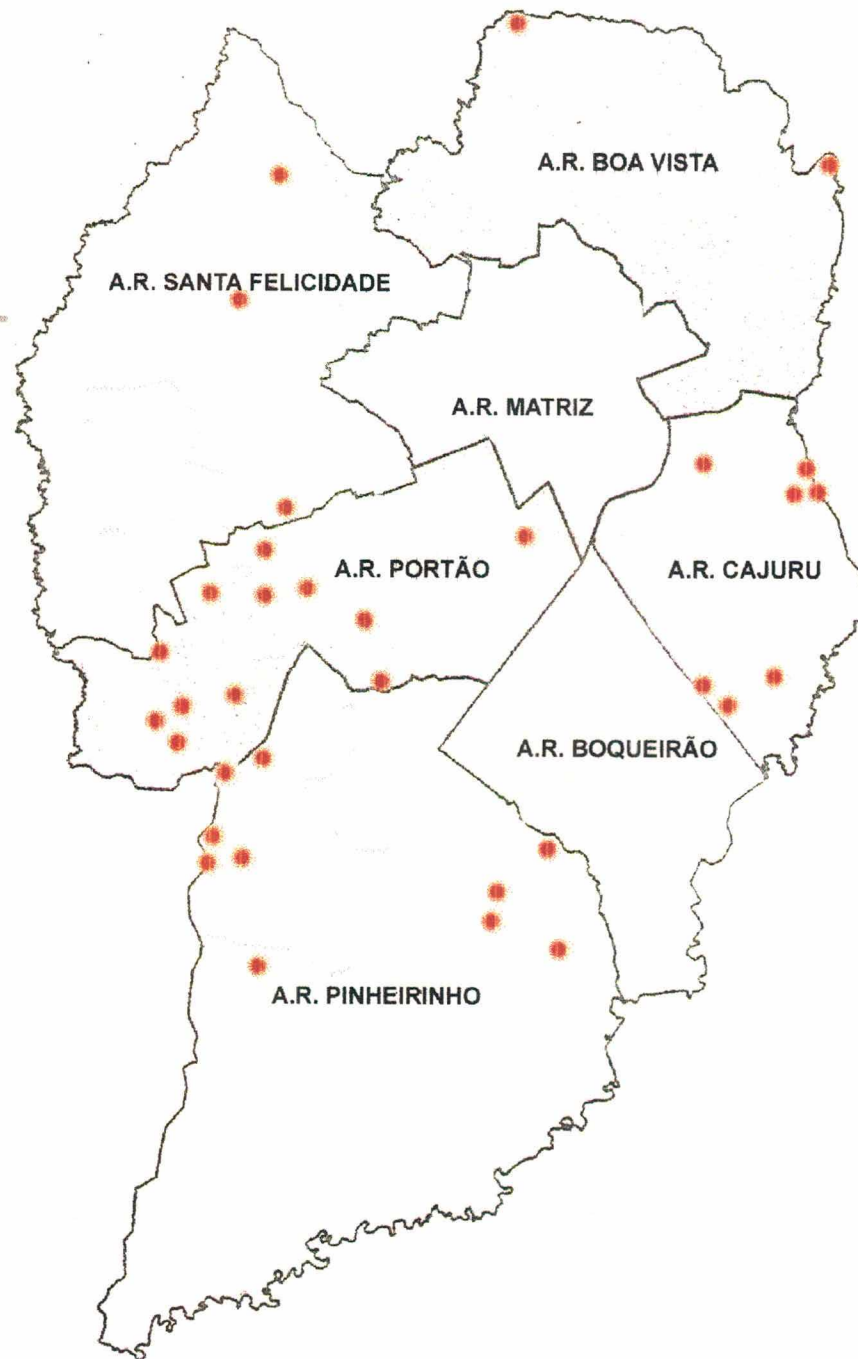 A.R. BOA VISTA
A.R. SANTA FELICIDADE
A.R. MATRIZ
A.R. PORTÃO
A.R. CAJURU
A.R. BOQUEIRÃO
A.R. PINHEIRINHO